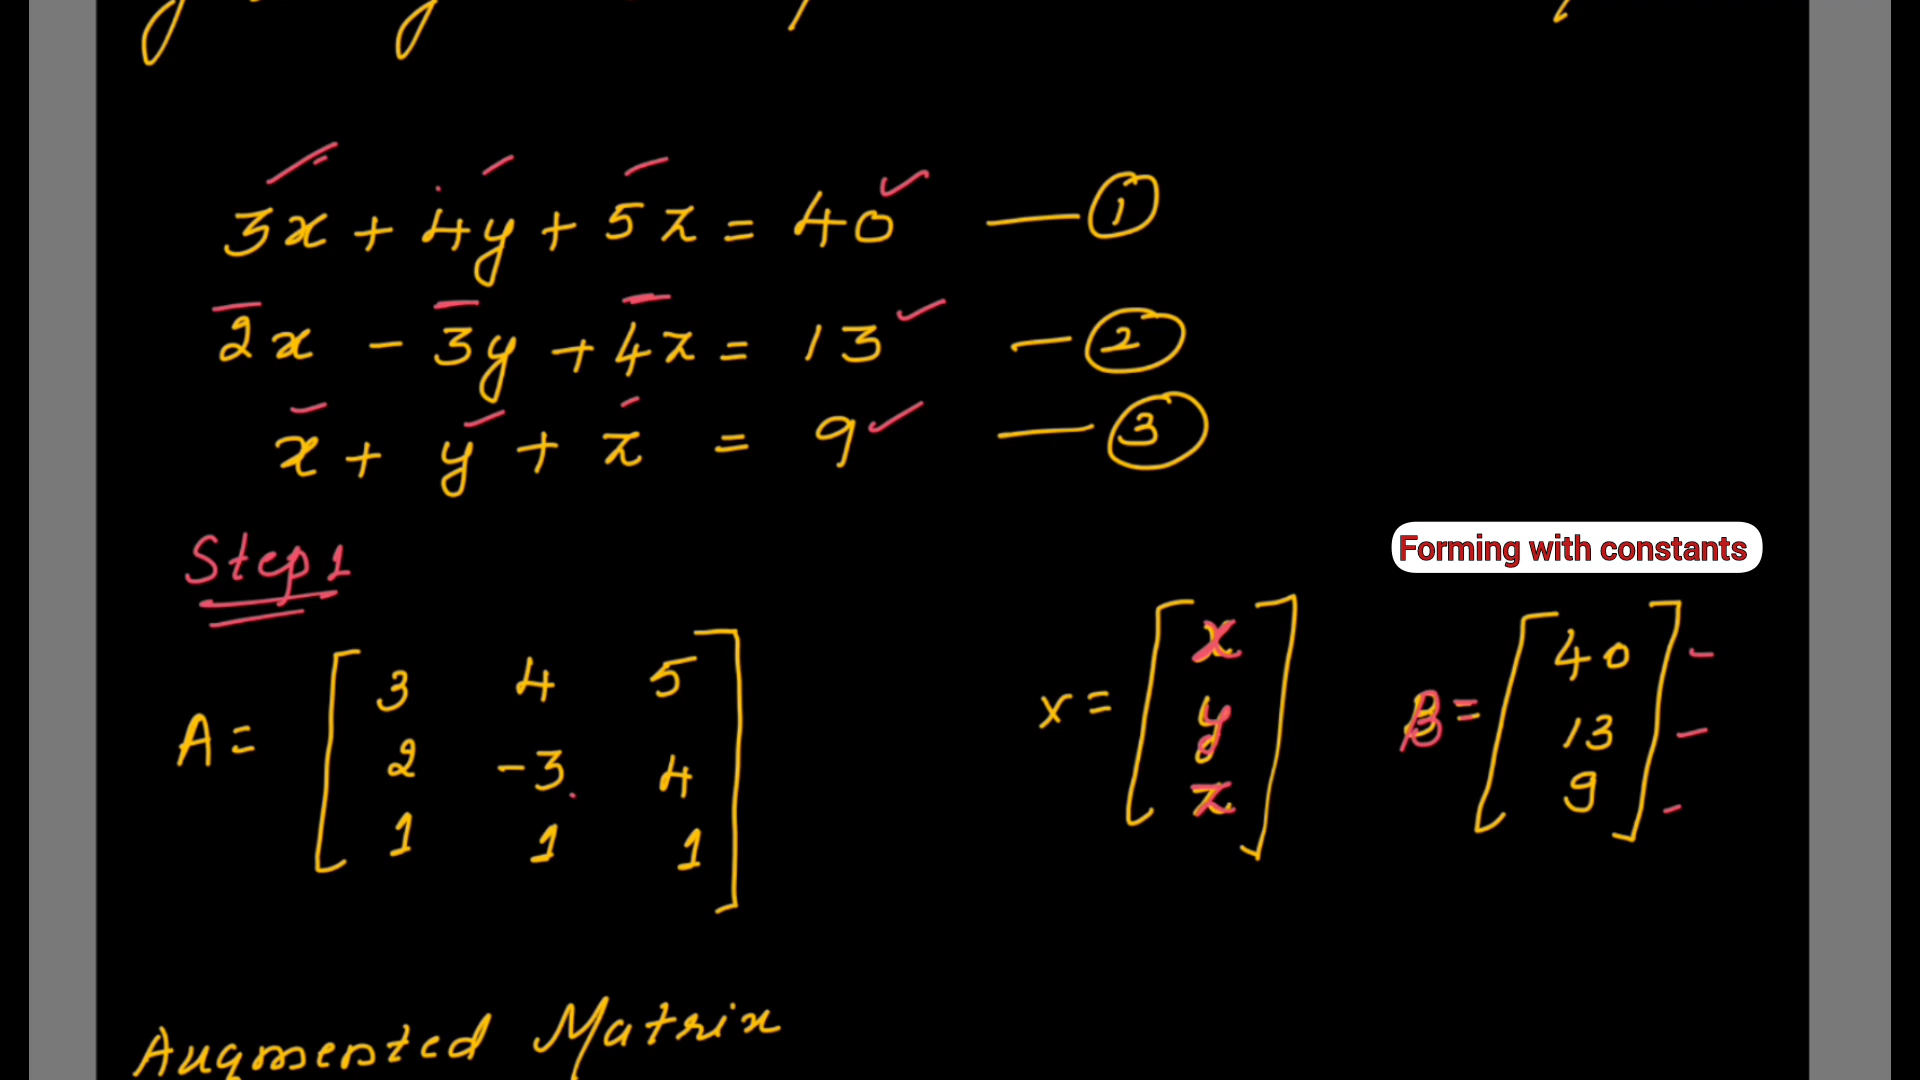 3x + 4y + 5z = 40 — ①
2x - 3y + 4z = 13 — ②
x + y + z = 9 — ③
Step 1
Forming with constants
A = [3 4 5
2 -3 4
1 1 1]
x = [x
y
z]
B = [40
13
9]
Augmented Matrix